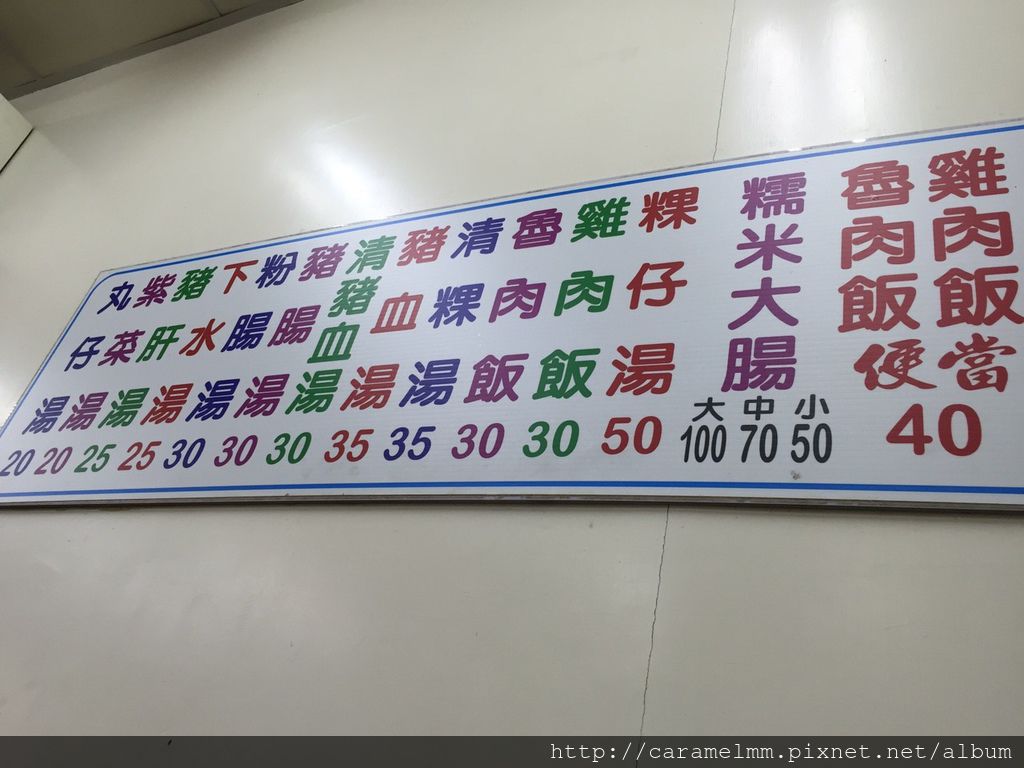 雞肉飯
魯肉飯
便當
40
糯米大腸
大 中 小
100 70 50
粿仔湯
50
雞肉飯
30
魯肉飯
30
清粿湯
35
豬血湯
35
清豬血湯
30
豬腸湯
30
粉腸湯
30
下水湯
25
豬肝湯
25
紫菜湯
20
丸仔湯
20
http://caramelmm.pixnet.net/album